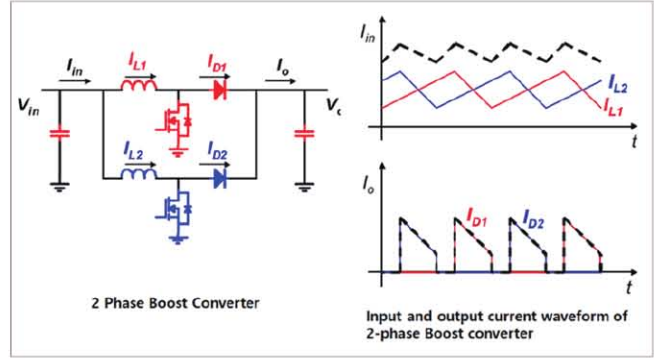 I_in I_L1 I_D1 I_o
V_in
I_L2 I_D2
2 Phase Boost Converter
I_in
I_L2
I_L1
t
I_o
I_D1 I_D2
t
Input and output current waveform of
2-phase Boost converter